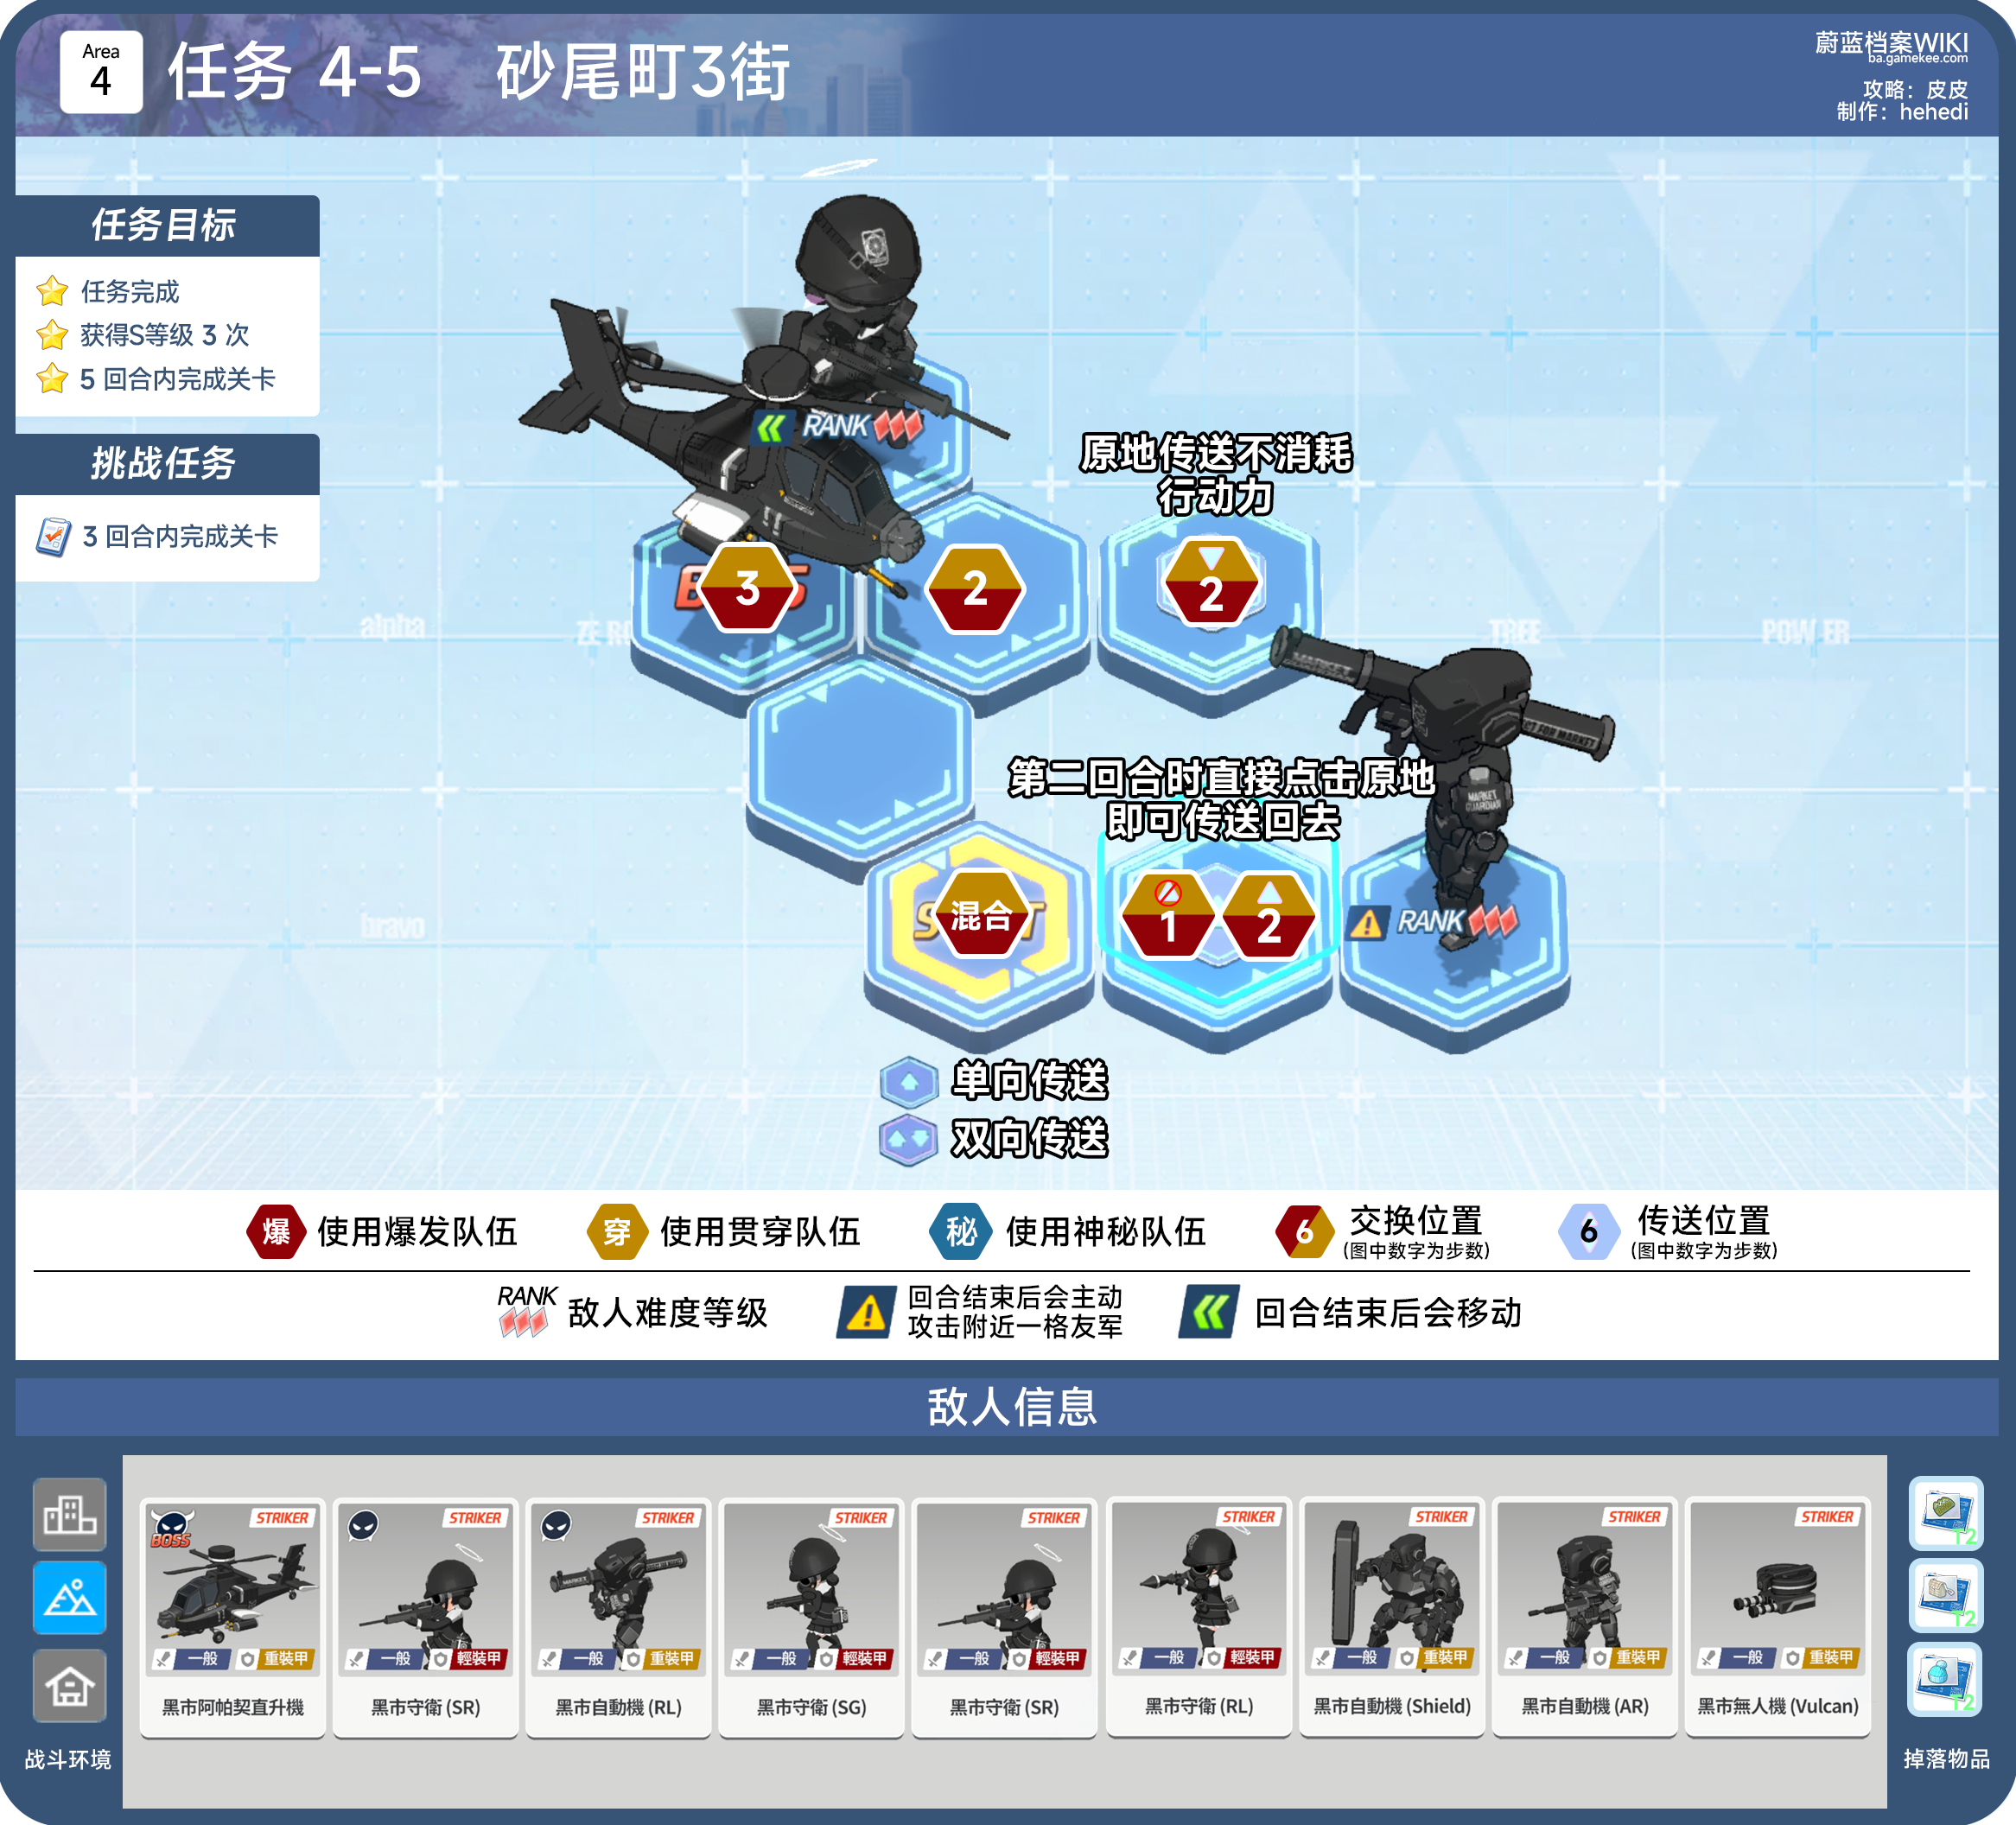 Area
4
任务 4-5 砂尾町3街
蔚蓝档案WIKI
ba.gamekee.com
攻略：皮皮
制作：hehedi
任务目标
任务完成
获得S等级 3 次
5 回合内完成关卡
挑战任务
3 回合内完成关卡
RANK
原地传送不消耗
行动力
3
2
2
alpha
TREE
POWER
MARKET
FOR MARKET
MARKET
GUARDIAN
第二回合时直接点击原地
即可传送回去
混合
1
2
RANK
bravo
单向传送
双向传送
爆 使用爆发队伍
穿 使用贯穿队伍
秘 使用神秘队伍
6 交换位置
(图中数字为步数)
6 传送位置
(图中数字为步数)
RANK 敌人难度等级
回合结束后会主动
攻击附近一格友军
回合结束后会移动
敌人信息
战斗环境
BOSS STRIKER
一般 重裝甲
黑市阿帕契直升機
STRIKER
一般 輕裝甲
黑市守衛 (SR)
STRIKER
MARKET
一般 重裝甲
黑市自動機 (RL)
STRIKER
一般 輕裝甲
黑市守衛 (SG)
STRIKER
一般 輕裝甲
黑市守衛 (SR)
STRIKER
一般 輕裝甲
黑市守衛 (RL)
STRIKER
一般 重裝甲
黑市自動機 (Shield)
STRIKER
一般 重裝甲
黑市自動機 (AR)
STRIKER
一般 重裝甲
黑市無人機 (Vulcan)
T2
T2
T2
掉落物品